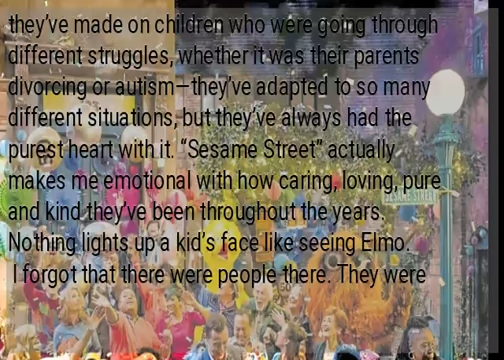 they've made on children who were going through
different struggles, whether it was their parents
divorcing or autism—they've adapted to so many
different situations, but they've always had the
purest heart with it. "Sesame Street" actually
makes me emotional with how caring, loving, pure
and kind they've been throughout the years.
Nothing lights up a kid's face like seeing Elmo.
I forgot that there were people there. They were
SESAME STREET